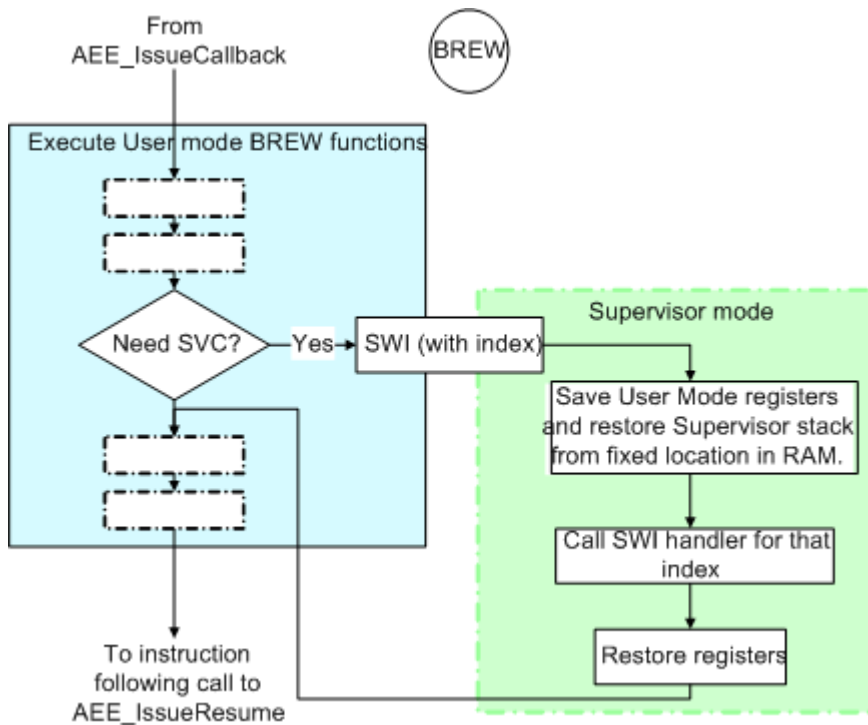 From
AEE_IssueCallback
BREW
Execute User mode BREW functions
Need SVC?
Yes
SWI (with index)
Supervisor mode
Save User Mode registers
and restore Supervisor stack
from fixed location in RAM.
Call SWI handler for that
index
Restore registers
To instruction
following call to
AEE_IssueResume